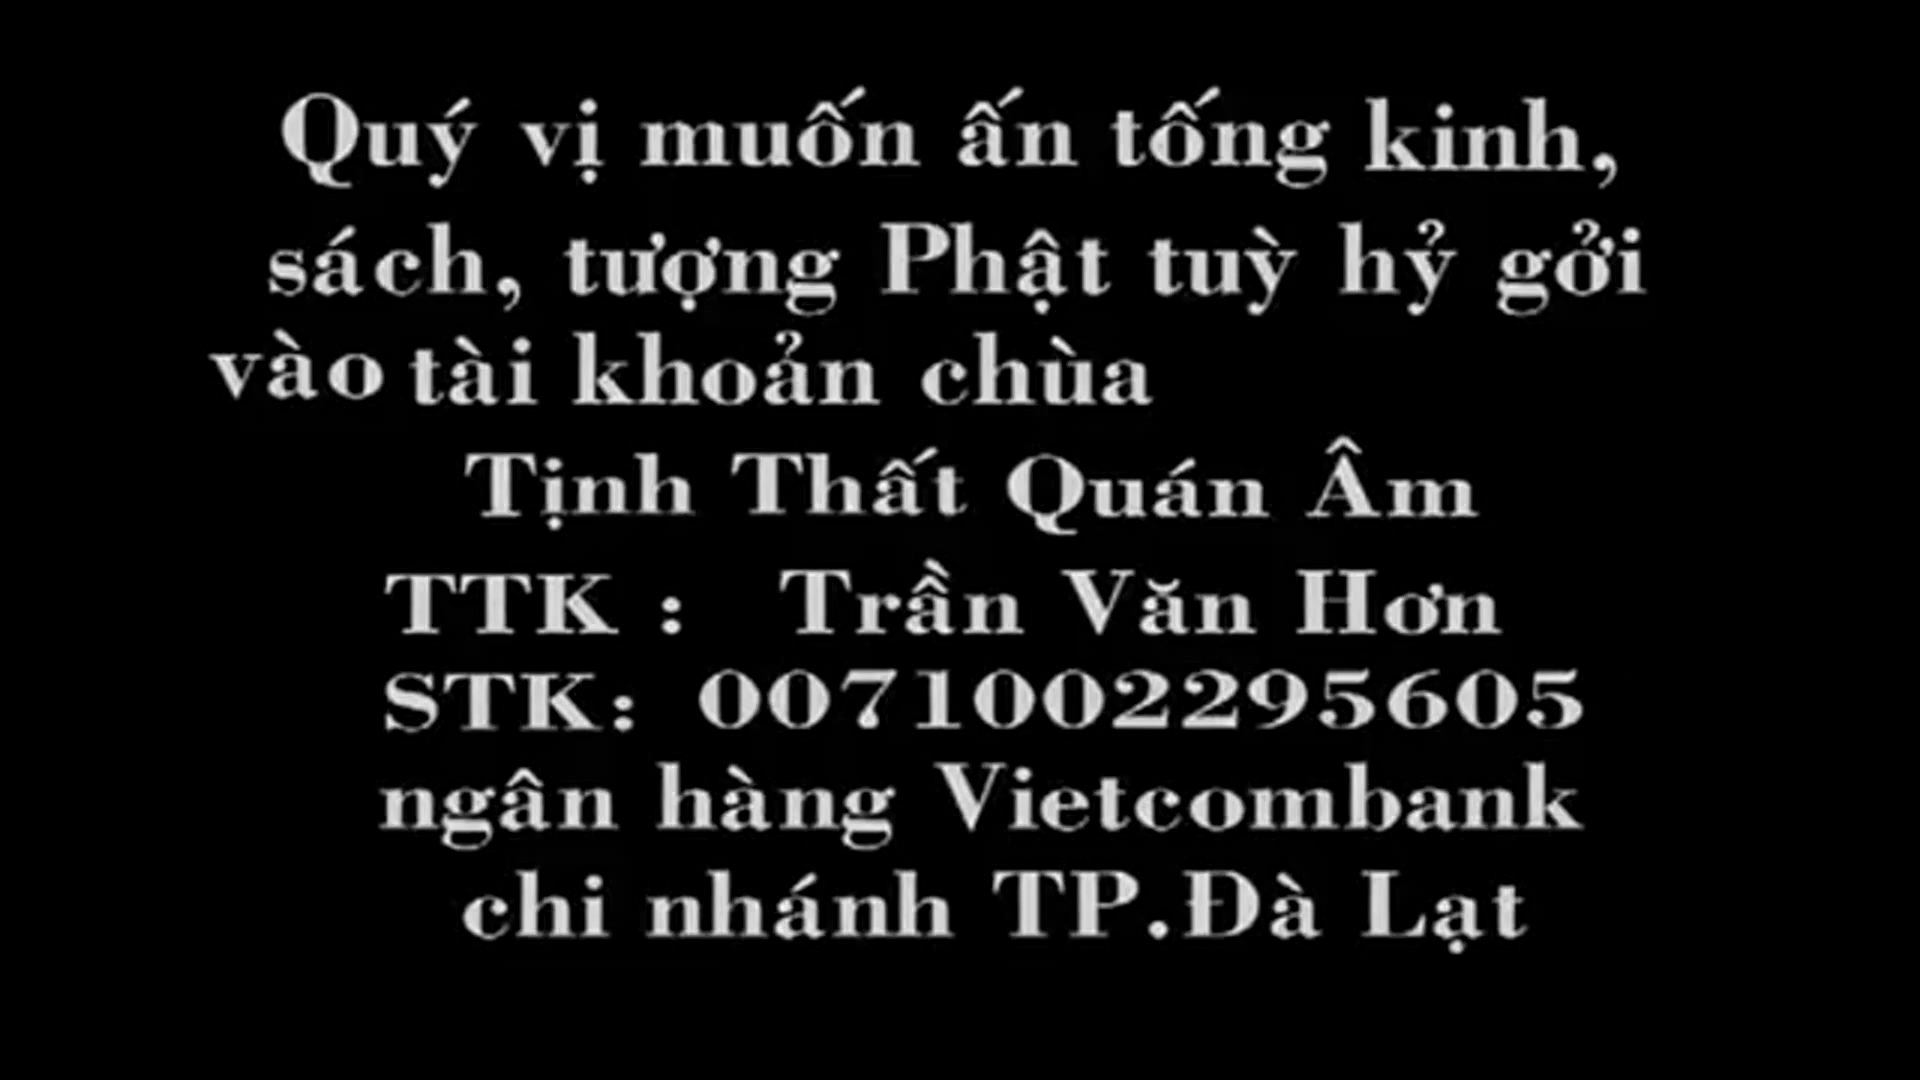 Quý vị muốn ấn tống kinh,
sách, tượng Phật tuỳ hỷ gởi
vào tài khoản chùa
Tịnh Thất Quán Âm
TTK : Trần Văn Hơn
STK: 0071002295605
ngân hàng Vietcombank
chi nhánh TP.Đà Lạt